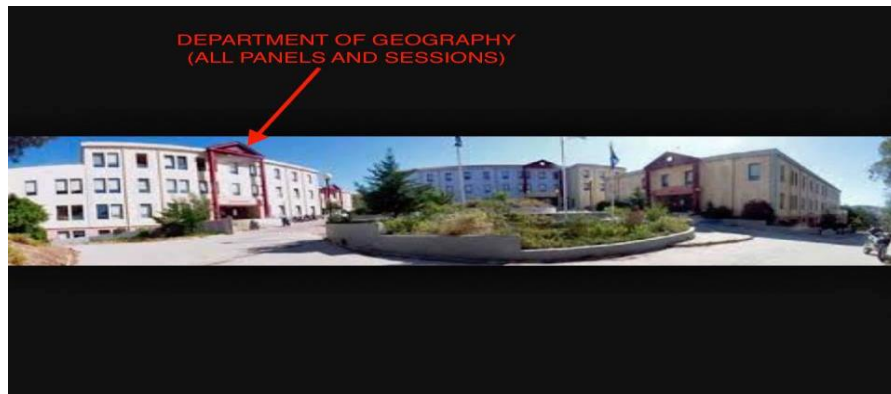 DEPARTMENT OF GEOGRAPHY
(ALL PANELS AND SESSIONS)